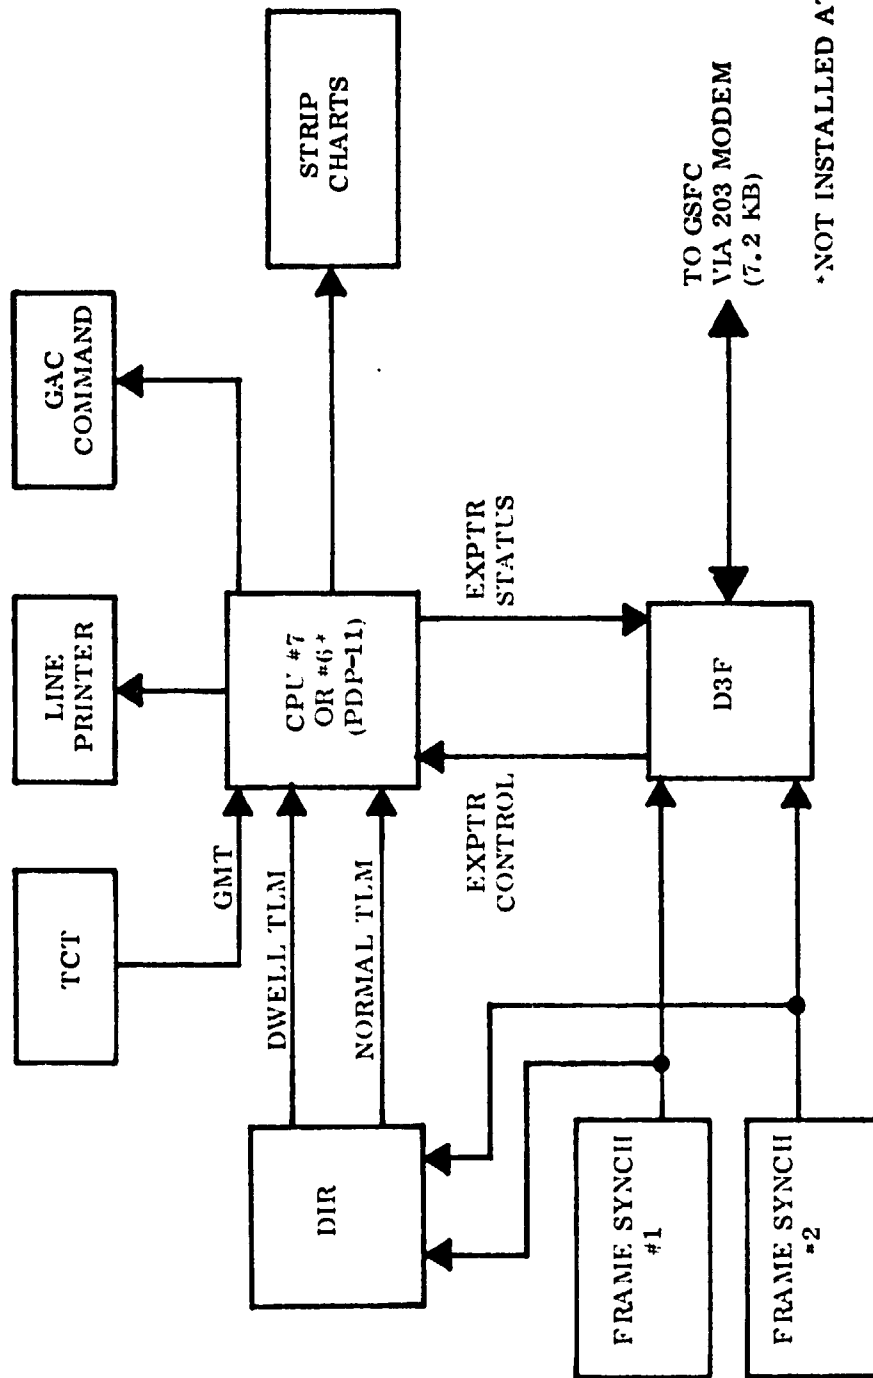 TCT
LINE
PRINTER
GAC
COMMAND
GMT
DWELL TLM
NORMAL TLM
DIR
CPU #7
OR #6*
(PDP-11)
STRIP
CHARTS
EXPTR
CONTROL
EXPTR
STATUS
FRAME SYNCH
#1
FRAME SYNCH
#2
D3F
TO GSFC
VIA 203 MODEM
(7.2 KB)
*NOT INSTALLED